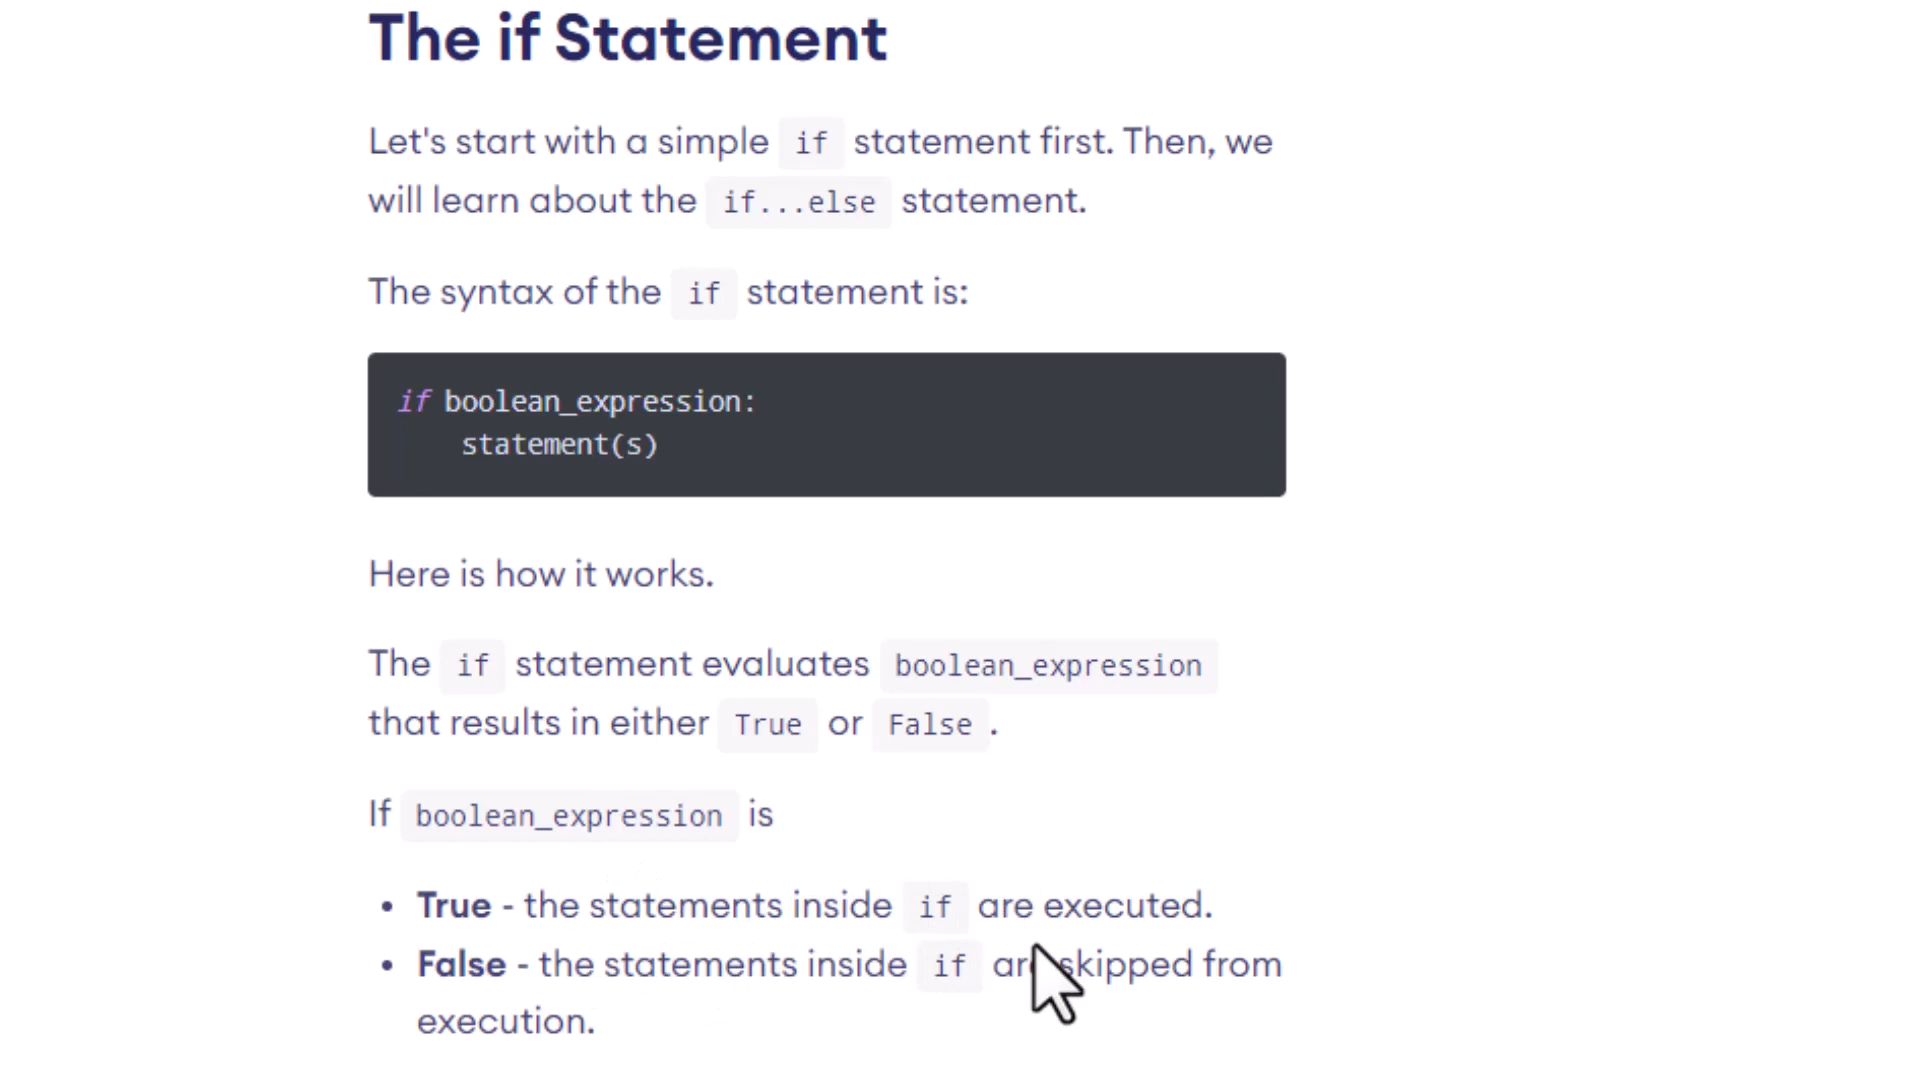 The if Statement
Let's start with a simple if statement first. Then, we
will learn about the if...else statement.
The syntax of the if statement is:
if boolean_expression:
statement(s)
Here is how it works.
The if statement evaluates boolean_expression
that results in either True or False.
If boolean_expression is
• True - the statements inside if are executed.
• False - the statements inside if are skipped from
execution.